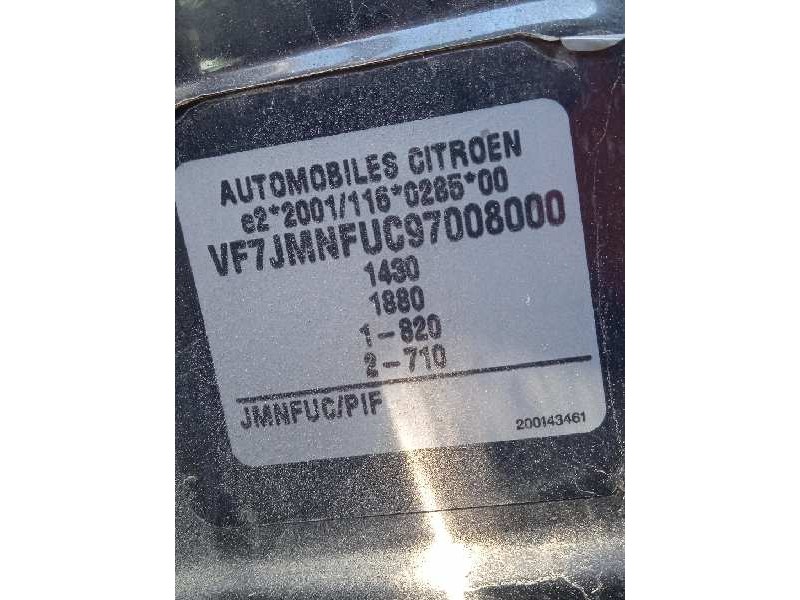 AUTOMOBILES CITROEN
e2*2001/116*0285*00
VF7JMNFUC97008000
1430
1880
1-820
2-710
JMNFUC/PIF
200143461